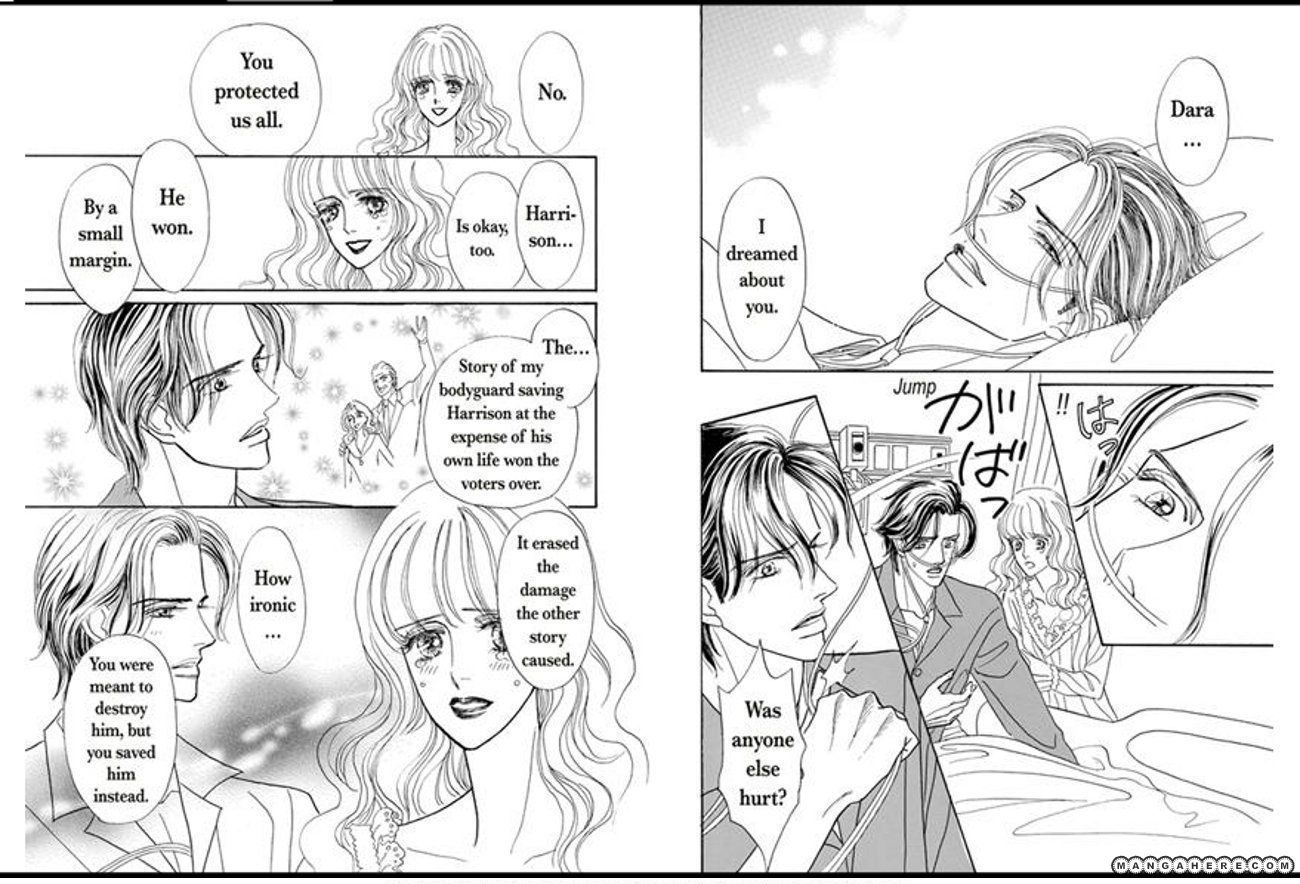 Dara
...
I
dreamed
about
you.
はっ
!!
Jump
がばっ
Was
anyone
else
hurt?
No.
You
protected
us all.
Harri-
son...
Is okay,
too.
He
won.
By a
small
margin.
The...
Story of my
bodyguard saving
Harrison at the
expense of his
own life won the
voters over.
It erased
the
damage
the other
story
caused.
How
ironic
...
You were
meant to
destroy
him, but
you saved
him
instead.
MANGAHERE.COM